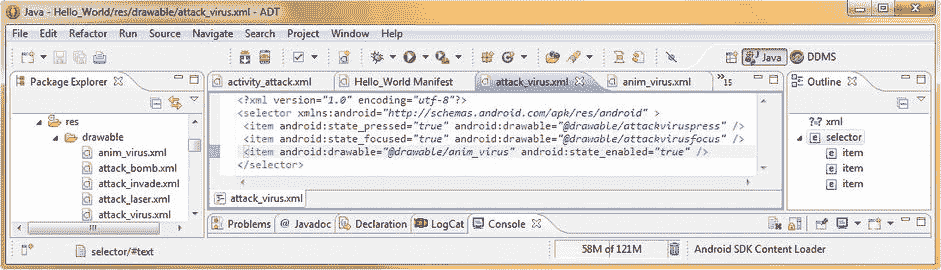 Java - Hello_World/res/drawable/attack_virus.xml - ADT
File Edit Refactor Run Source Navigate Search Project Window Help
Java DDMS
Package Explorer
activity_attack.xml Hello_World Manifest attack_virus.xml anim_virus.xml »15
Outline
res
drawable
anim_virus.xml
attack_bomb.xml
attack_invade.xml
attack_laser.xml
attack_virus.xml
<?xml version="1.0" encoding="utf-8"?>
<selector xmlns:android="http://schemas.android.com/apk/res/android" >
<item android:state_pressed="true" android:drawable="@drawable/attackviruspress" />
<item android:state_focused="true" android:drawable="@drawable/attackvirusfocus" />
<item android:drawable="@drawable/anim_virus" android:state_enabled="true" />
</selector>
attack_virus.xml
?xml
selector
item
item
item
Problems @ Javadoc Declaration LogCat Console
selector/#text
58M of 121M
Android SDK Content Loader